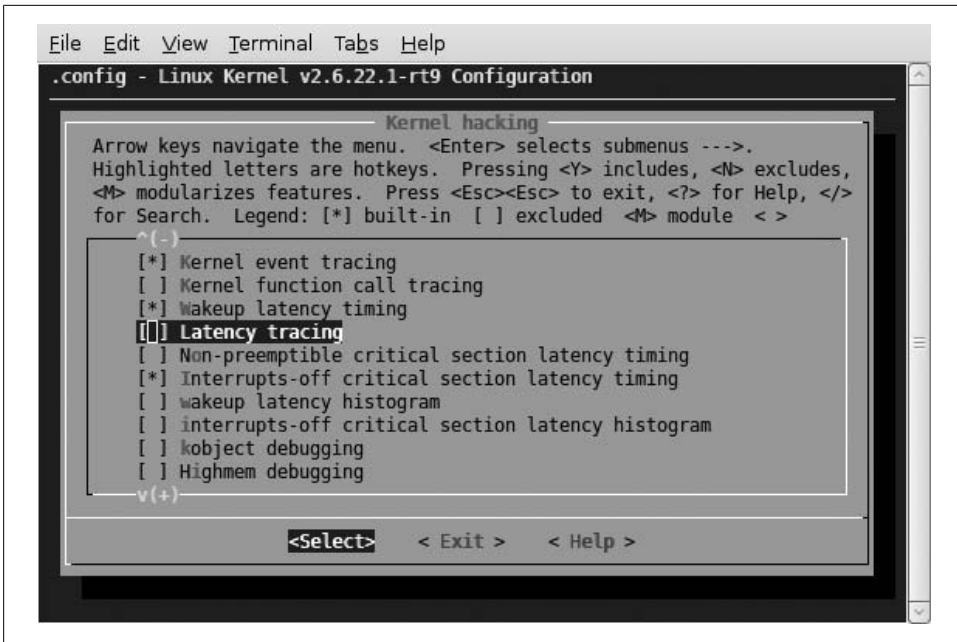 File Edit View Terminal Tabs Help
.config - Linux Kernel v2.6.22.1-rt9 Configuration
Kernel hacking
Arrow keys navigate the menu. <Enter> selects submenus --->.
Highlighted letters are hotkeys. Pressing <Y> includes, <N> excludes,
<M> modularizes features. Press <Esc><Esc> to exit, <?> for Help, </>
for Search. Legend: [*] built-in [ ] excluded <M> module < >
^(-)
[*] Kernel event tracing
[ ] Kernel function call tracing
[*] Wakeup latency timing
[ ] Latency tracing
[ ] Non-preemptible critical section latency timing
[*] Interrupts-off critical section latency timing
[ ] wakeup latency histogram
[ ] interrupts-off critical section latency histogram
[ ] kobject debugging
[ ] Highmem debugging
v(+)
<Select> < Exit > < Help >